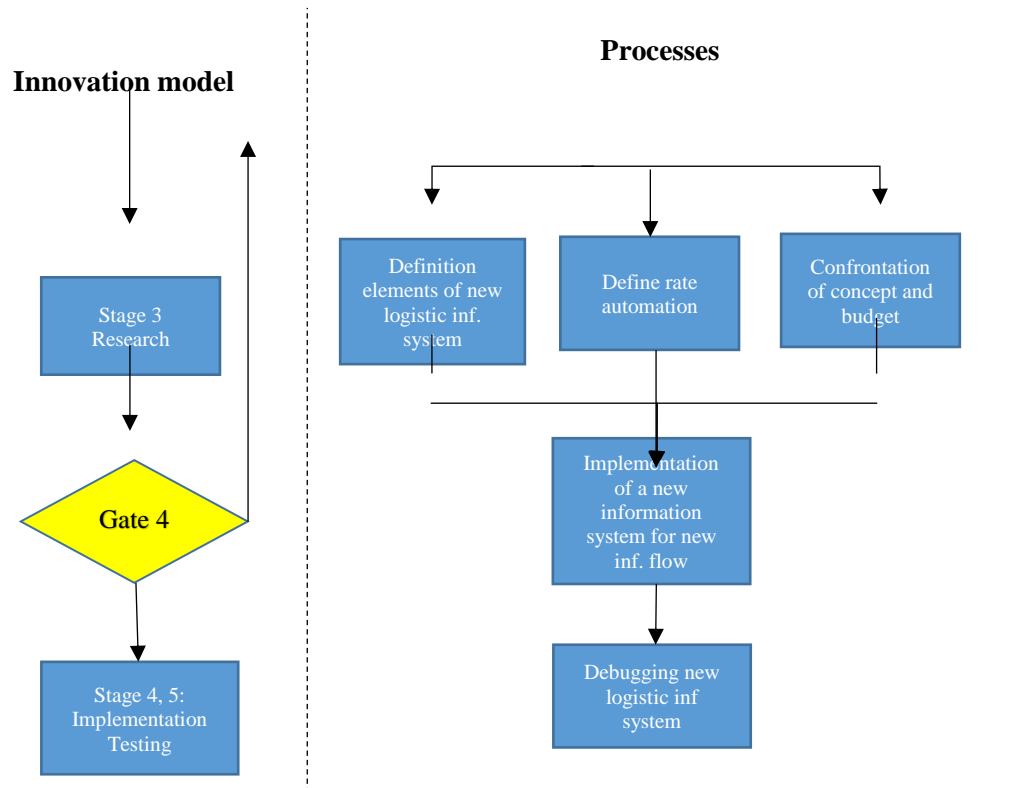 Innovation model
Processes
Stage 3
Research
Gate 4
Stage 4, 5:
Implementation
Testing
Definition
elements of new
logistic inf.
system
Define rate
automation
Confrontation
of concept and
budget
Implementation
of a new
information
system for new
inf. flow
Debugging new
logistic inf
system